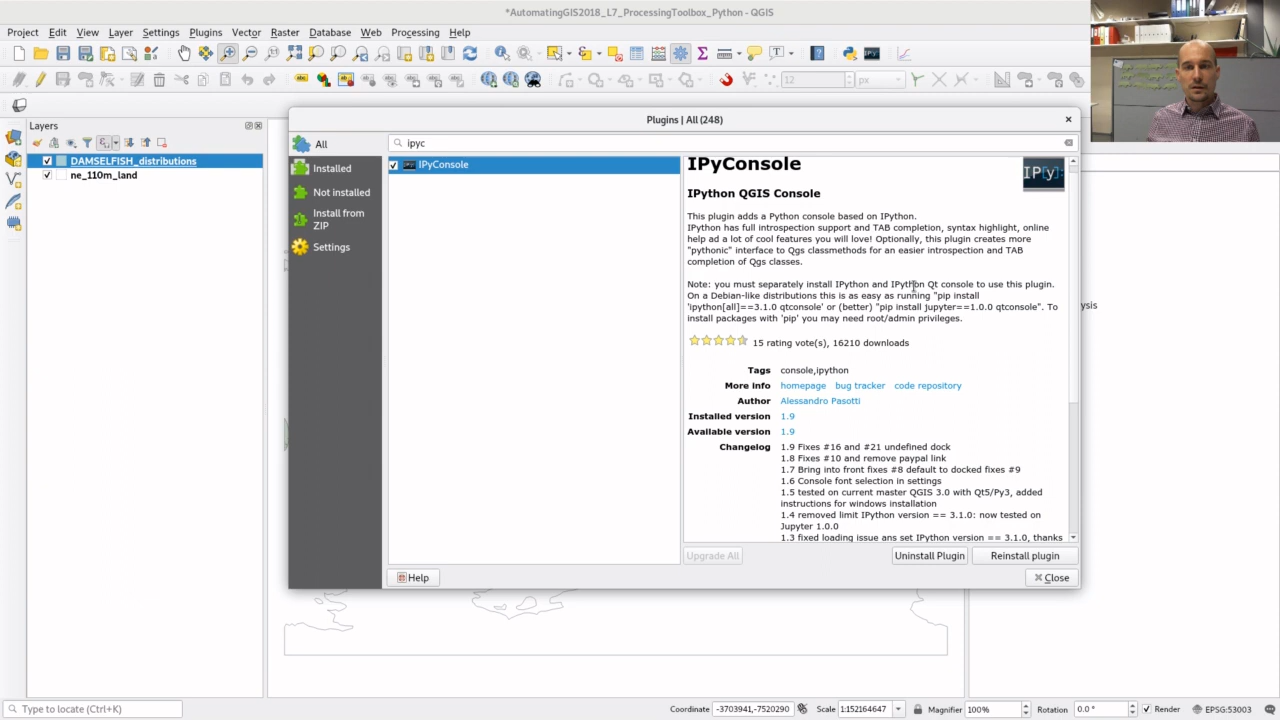 *AutomatingGIS2018_L7_ProcessingToolbox_Python - QGIS
Project Edit View Layer Settings Plugins Vector Raster Database Web Processing Help
12 px
Layers
DAMSELFISH_distributions
ne_110m_land
Plugins | All (248)
All
ipyc
Installed
Not installed
Install from
ZIP
Settings
IPyConsole
IPyConsole
IPy[]:
IPython QGIS Console
This plugin adds a Python console based on IPython.
IPython has full introspection support and TAB completion, syntax highlight, online
help ad a lot of cool features you will love! Optionally, this plugin creates more
"pythonic" interface to Qgs classmethods for an easier introspection and TAB
completion of Qgs classes.
Note: you must separately install IPython and IPython Qt console to use this plugin.
On a Debian-like distributions this is as easy as running "pip install
'ipython[all]==3.1.0 qtconsole' or (better) "pip install jupyter==1.0.0 qtconsole". To
install packages with 'pip' you may need root/admin privileges.
15 rating vote(s), 16210 downloads
Tags console,ipython
More info homepage bug tracker code repository
Author Alessandro Pasotti
Installed version 1.9
Available version 1.9
Changelog 1.9 Fixes #16 and #21 undefined dock
1.8 Fixes #10 and remove paypal link
1.7 Bring into front fixes #8 default to docked fixes #9
1.6 Console font selection in settings
1.5 tested on current master QGIS 3.0 with Qt5/Py3, added
instructions for windows installation
1.4 removed limit IPython version == 3.1.0: now tested on
Jupyter 1.0.0
1.3 fixed loading issue ans set IPython version == 3.1.0, thanks
Upgrade All Uninstall Plugin Reinstall plugin
Help Close
ysis
Type to locate (Ctrl+K) Coordinate -3703941,-7520290 Scale 1:152164647 Magnifier 100% Rotation 0.0 ° Render EPSG:53003